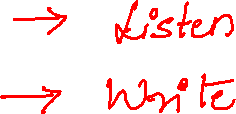 → Listen
→ Write